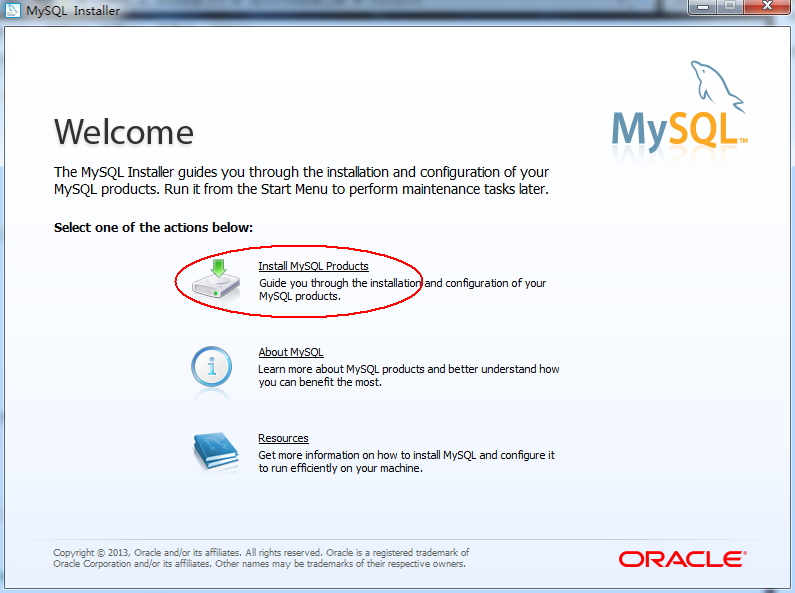 MySQL Installer
MySQL™
Welcome
The MySQL Installer guides you through the installation and configuration of your
MySQL products. Run it from the Start Menu to perform maintenance tasks later.
Select one of the actions below:
Install MySQL Products
Guide you through the installation and configuration of your
MySQL products.
About MySQL
Learn more about MySQL products and better understand how
you can benefit the most.
Resources
Get more information on how to install MySQL and configure it
to run efficiently on your machine.
Copyright © 2013, Oracle and/or its affiliates. All rights reserved. Oracle is a registered trademark of
Oracle Corporation and/or its affiliates. Other names may be trademarks of their respective owners.
ORACLE®